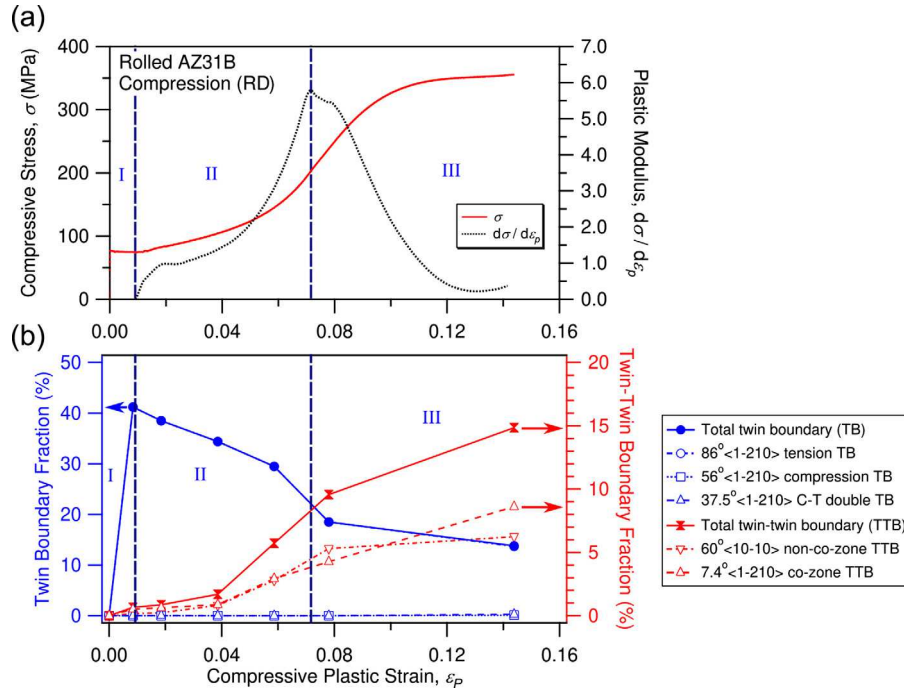 (a)
Rolled AZ31B
Compression (RD)
Compressive Stress, σ (MPa)
400
300
200
100
0
Plastic Modulus, dσ / dεp
7.0
6.0
5.0
4.0
3.0
2.0
1.0
0.0
I
II
III
σ
dσ / dεp
0.00
0.04
0.08
0.12
0.16
(b)
Twin Boundary Fraction (%)
50
40
30
20
10
0
Twin-Twin Boundary Fraction (%)
20
15
10
5
0
I
II
III
0.00
0.04
0.08
0.12
0.16
Compressive Plastic Strain, εP
Total twin boundary (TB)
86°<1-210> tension TB
56°<1-210> compression TB
37.5°<1-210> C-T double TB
Total twin-twin boundary (TTB)
60°<10-10> non-co-zone TTB
7.4°<1-210> co-zone TTB